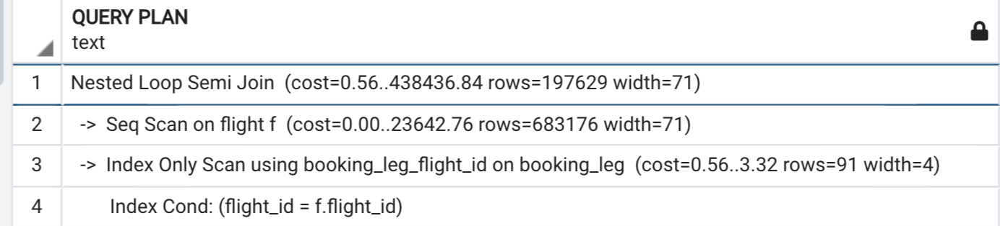 QUERY PLAN
text
1 Nested Loop Semi Join (cost=0.56..438436.84 rows=197629 width=71)
2 -> Seq Scan on flight f (cost=0.00..23642.76 rows=683176 width=71)
3 -> Index Only Scan using booking_leg_flight_id on booking_leg (cost=0.56..3.32 rows=91 width=4)
4 Index Cond: (flight_id = f.flight_id)